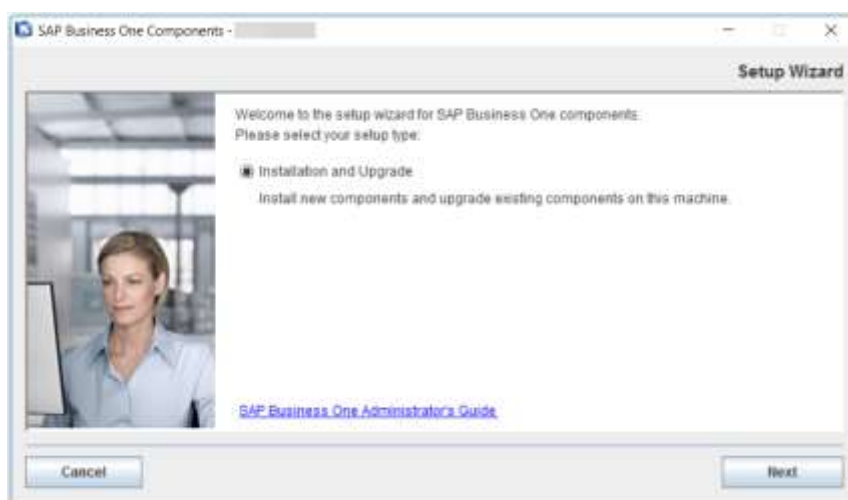 SAP Business One Components -
Setup Wizard
Welcome to the setup wizard for SAP Business One components.
Please select your setup type:
Installation and Upgrade
Install new components and upgrade existing components on this machine.
SAP Business One Administrator's Guide
Cancel
Next